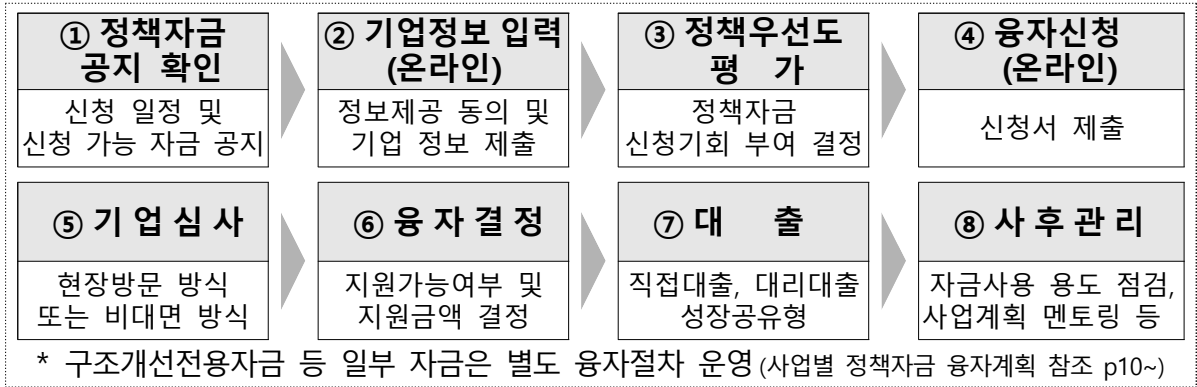 ① 정책자금
공지 확인
신청 일정 및
신청 가능 자금 공지
② 기업정보 입력
(온라인)
정보제공 동의 및
기업 정보 제출
③ 정책우선도
평 가
정책자금
신청기회 부여 결정
④ 융자신청
(온라인)
신청서 제출
⑤ 기 업 심 사
현장방문 방식
또는 비대면 방식
⑥ 융 자 결 정
지원가능여부 및
지원금액 결정
⑦ 대 출
직접대출, 대리대출
성장공유형
⑧ 사 후 관 리
자금사용 용도 점검,
사업계획 멘토링 등
* 구조개선전용자금 등 일부 자금은 별도 융자절차 운영 (사업별 정책자금 융자계획 참조 p10~)